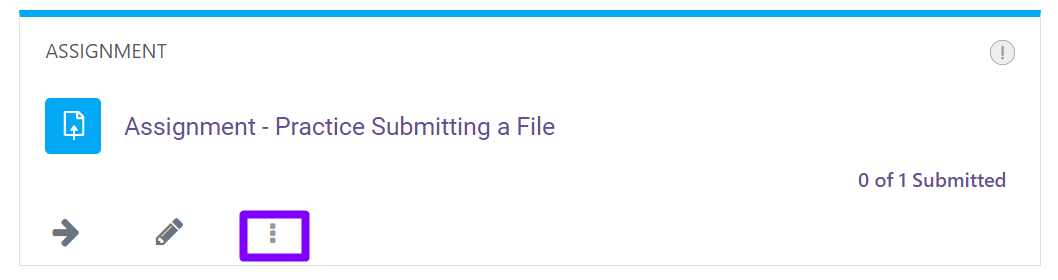 ASSIGNMENT
Assignment - Practice Submitting a File
0 of 1 Submitted